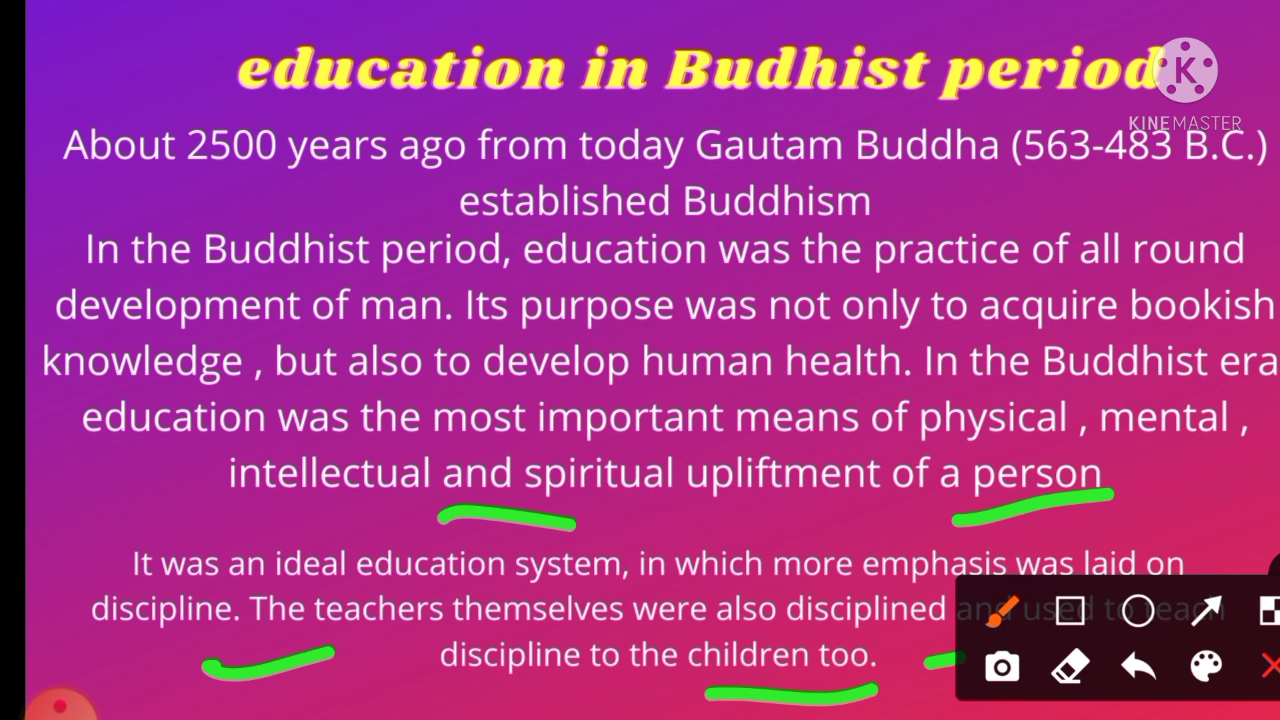 education in Budhist period
K
KINEMASTER
About 2500 years ago from today Gautam Buddha (563-483 B.C.)
established Buddhism
In the Buddhist period, education was the practice of all round
development of man. Its purpose was not only to acquire bookish
knowledge , but also to develop human health. In the Buddhist era
education was the most important means of physical , mental ,
intellectual and spiritual upliftment of a person
It was an ideal education system, in which more emphasis was laid on
discipline. The teachers themselves were also disciplined and used to teach
discipline to the children too.